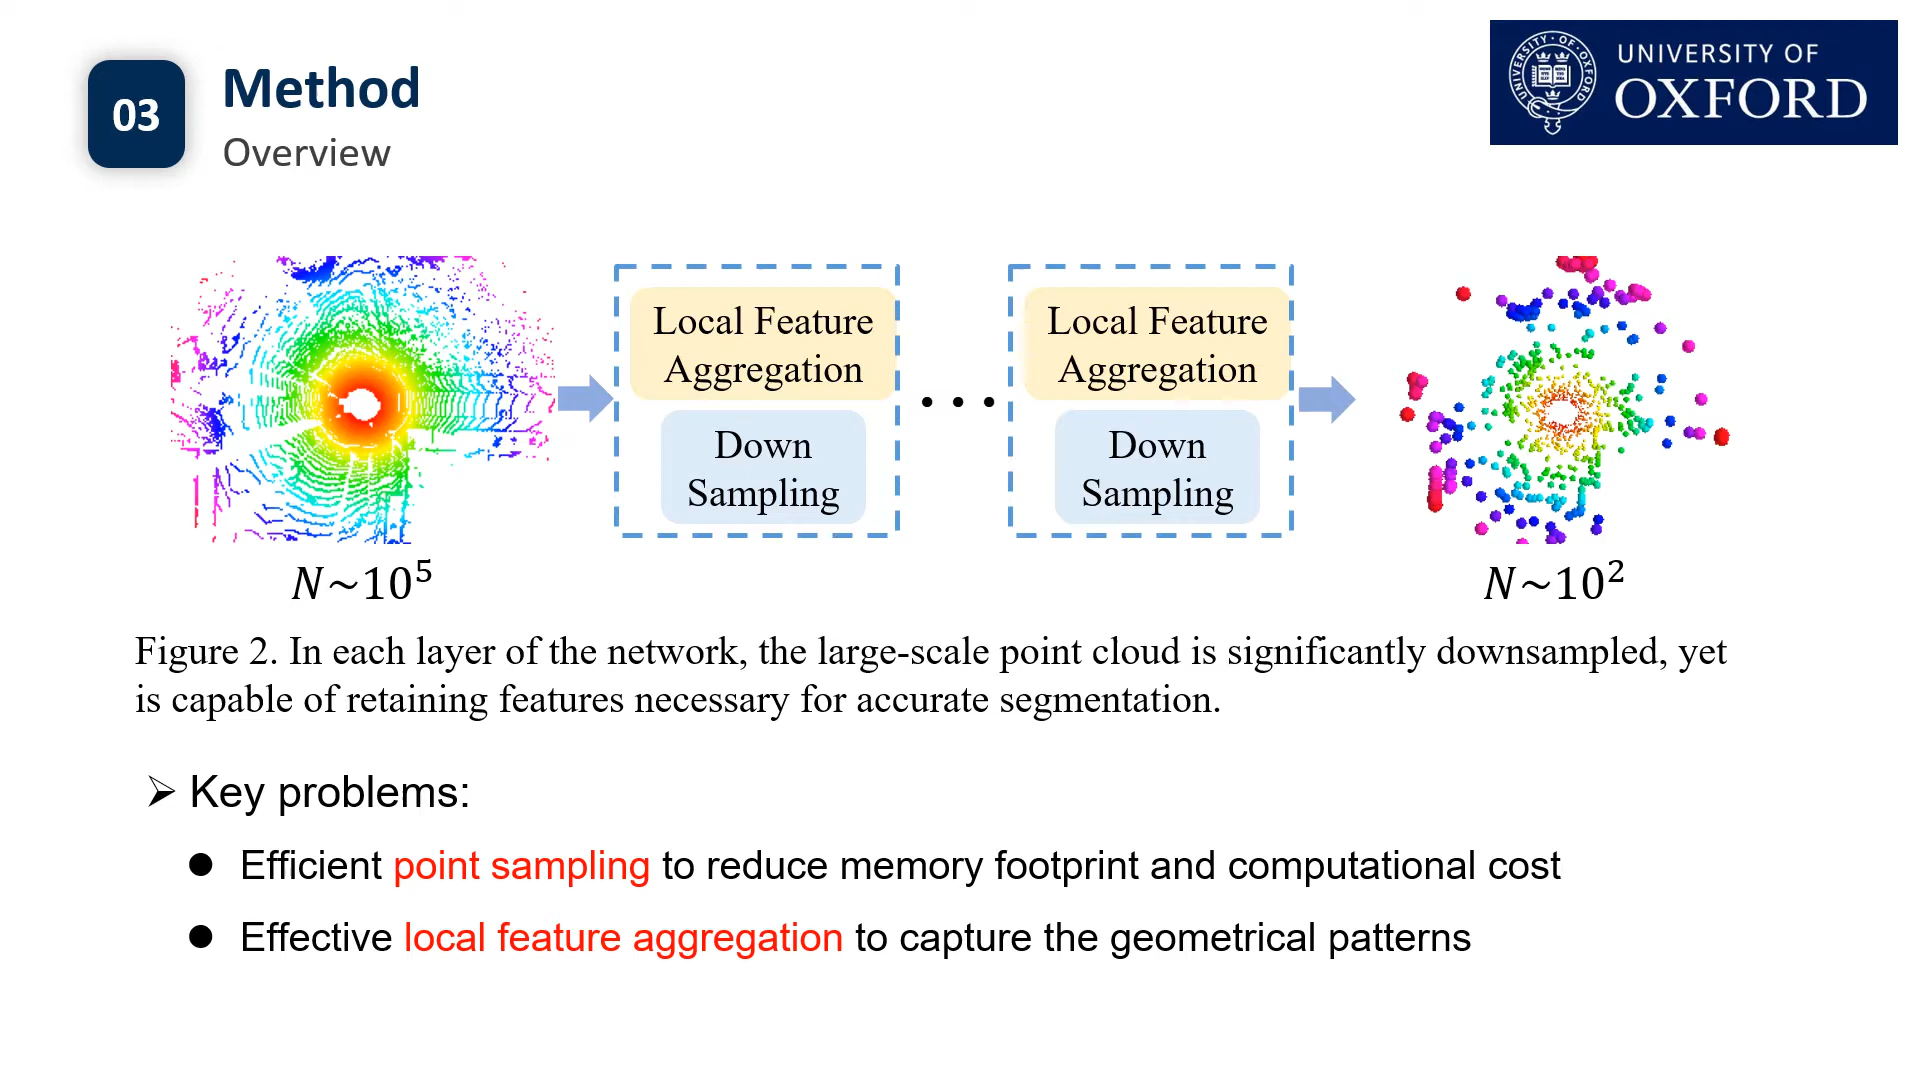 03
Method
Overview
UNIVERSITY OF
OXFORD
Local Feature
Aggregation
Down
Sampling
...
Local Feature
Aggregation
Down
Sampling
N~10⁵
N~10²
Figure 2. In each layer of the network, the large-scale point cloud is significantly downsampled, yet
is capable of retaining features necessary for accurate segmentation.
➢ Key problems:
● Efficient point sampling to reduce memory footprint and computational cost
● Effective local feature aggregation to capture the geometrical patterns